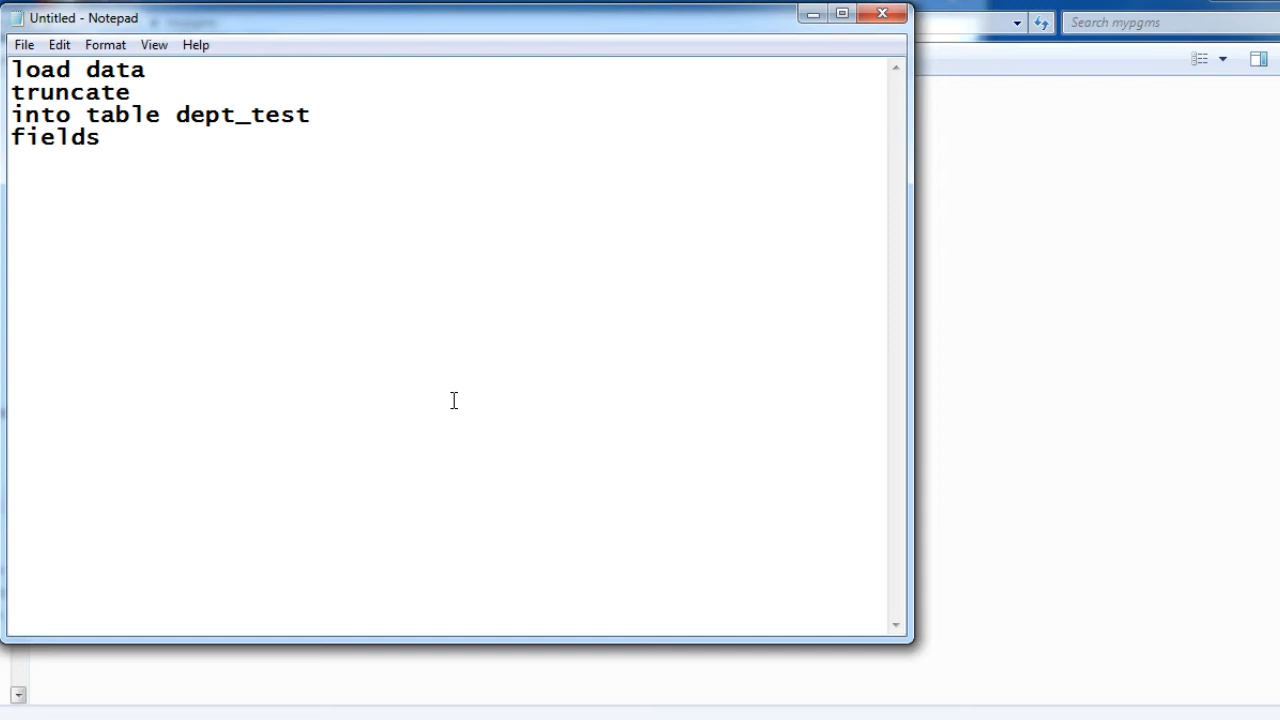 Untitled - Notepad
Search mypgms
File Edit Format View Help
load data
truncate
into table dept_test
fields